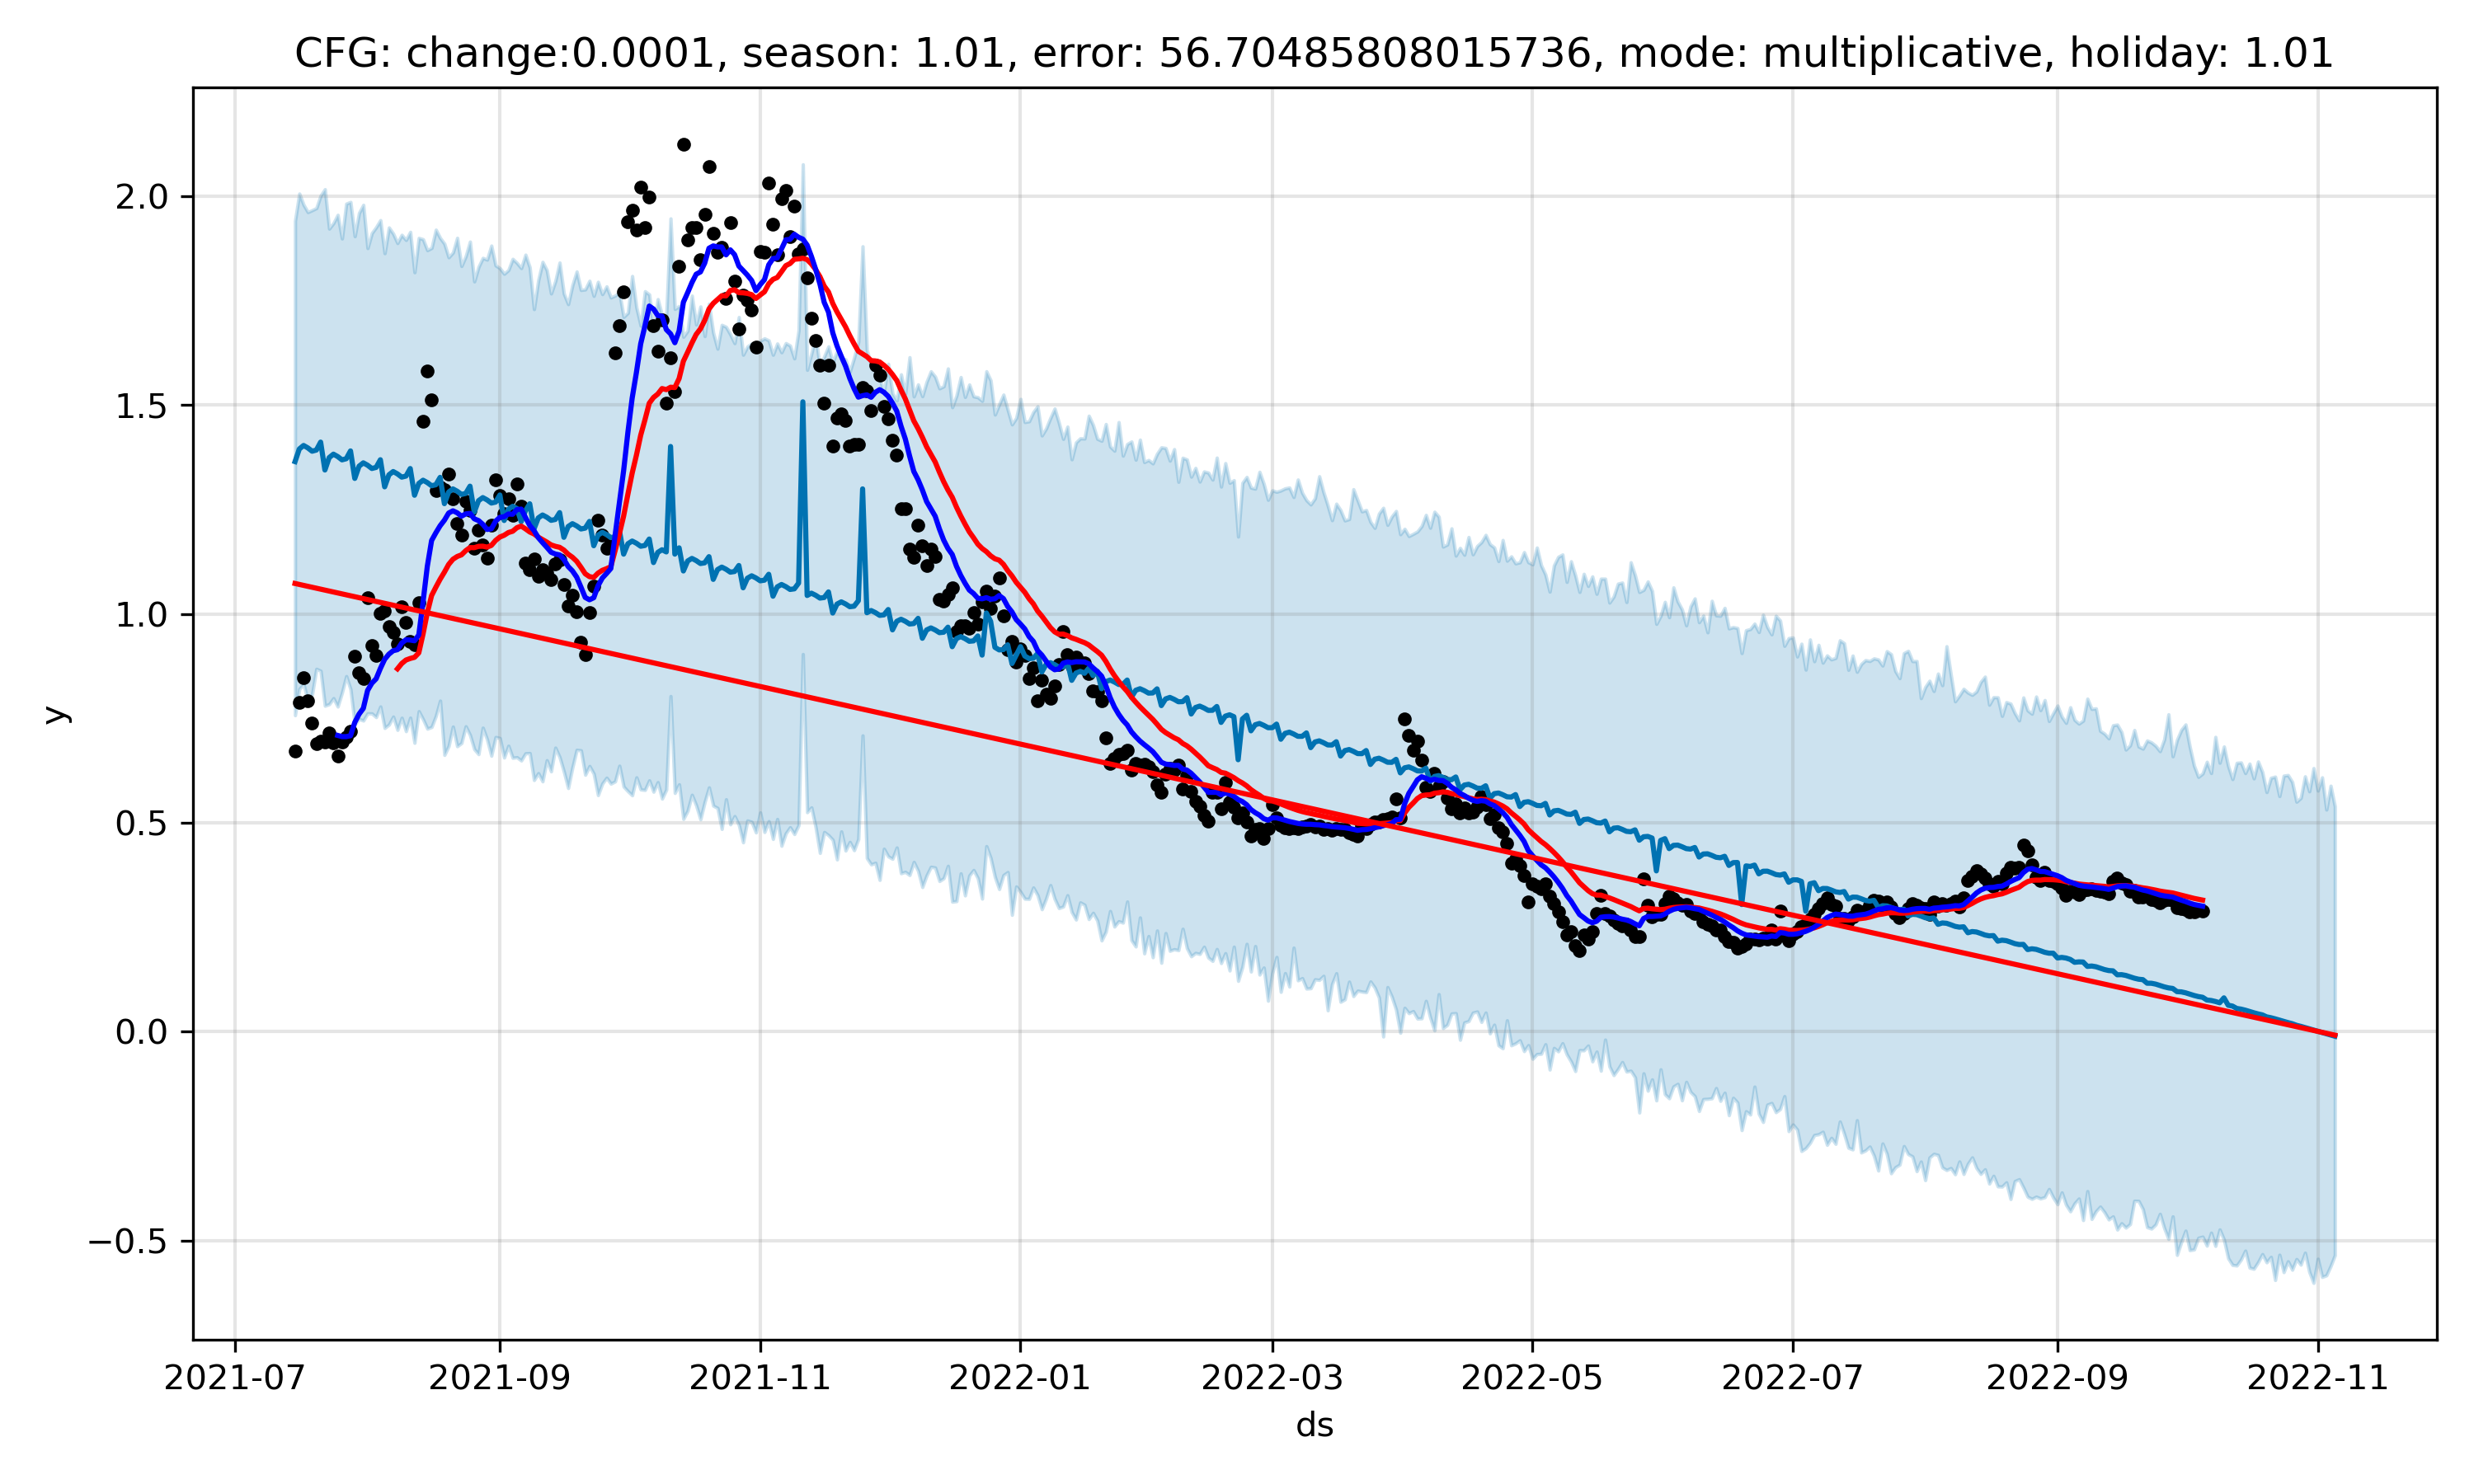 CFG: change:0.0001, season: 1.01, error: 56.70485808015736, mode: multiplicative, holiday: 1.01
2.0
1.5
1.0
0.5
0.0
−0.5
y
2021-07 2021-09 2021-11 2022-01 2022-03 2022-05 2022-07 2022-09 2022-11
ds